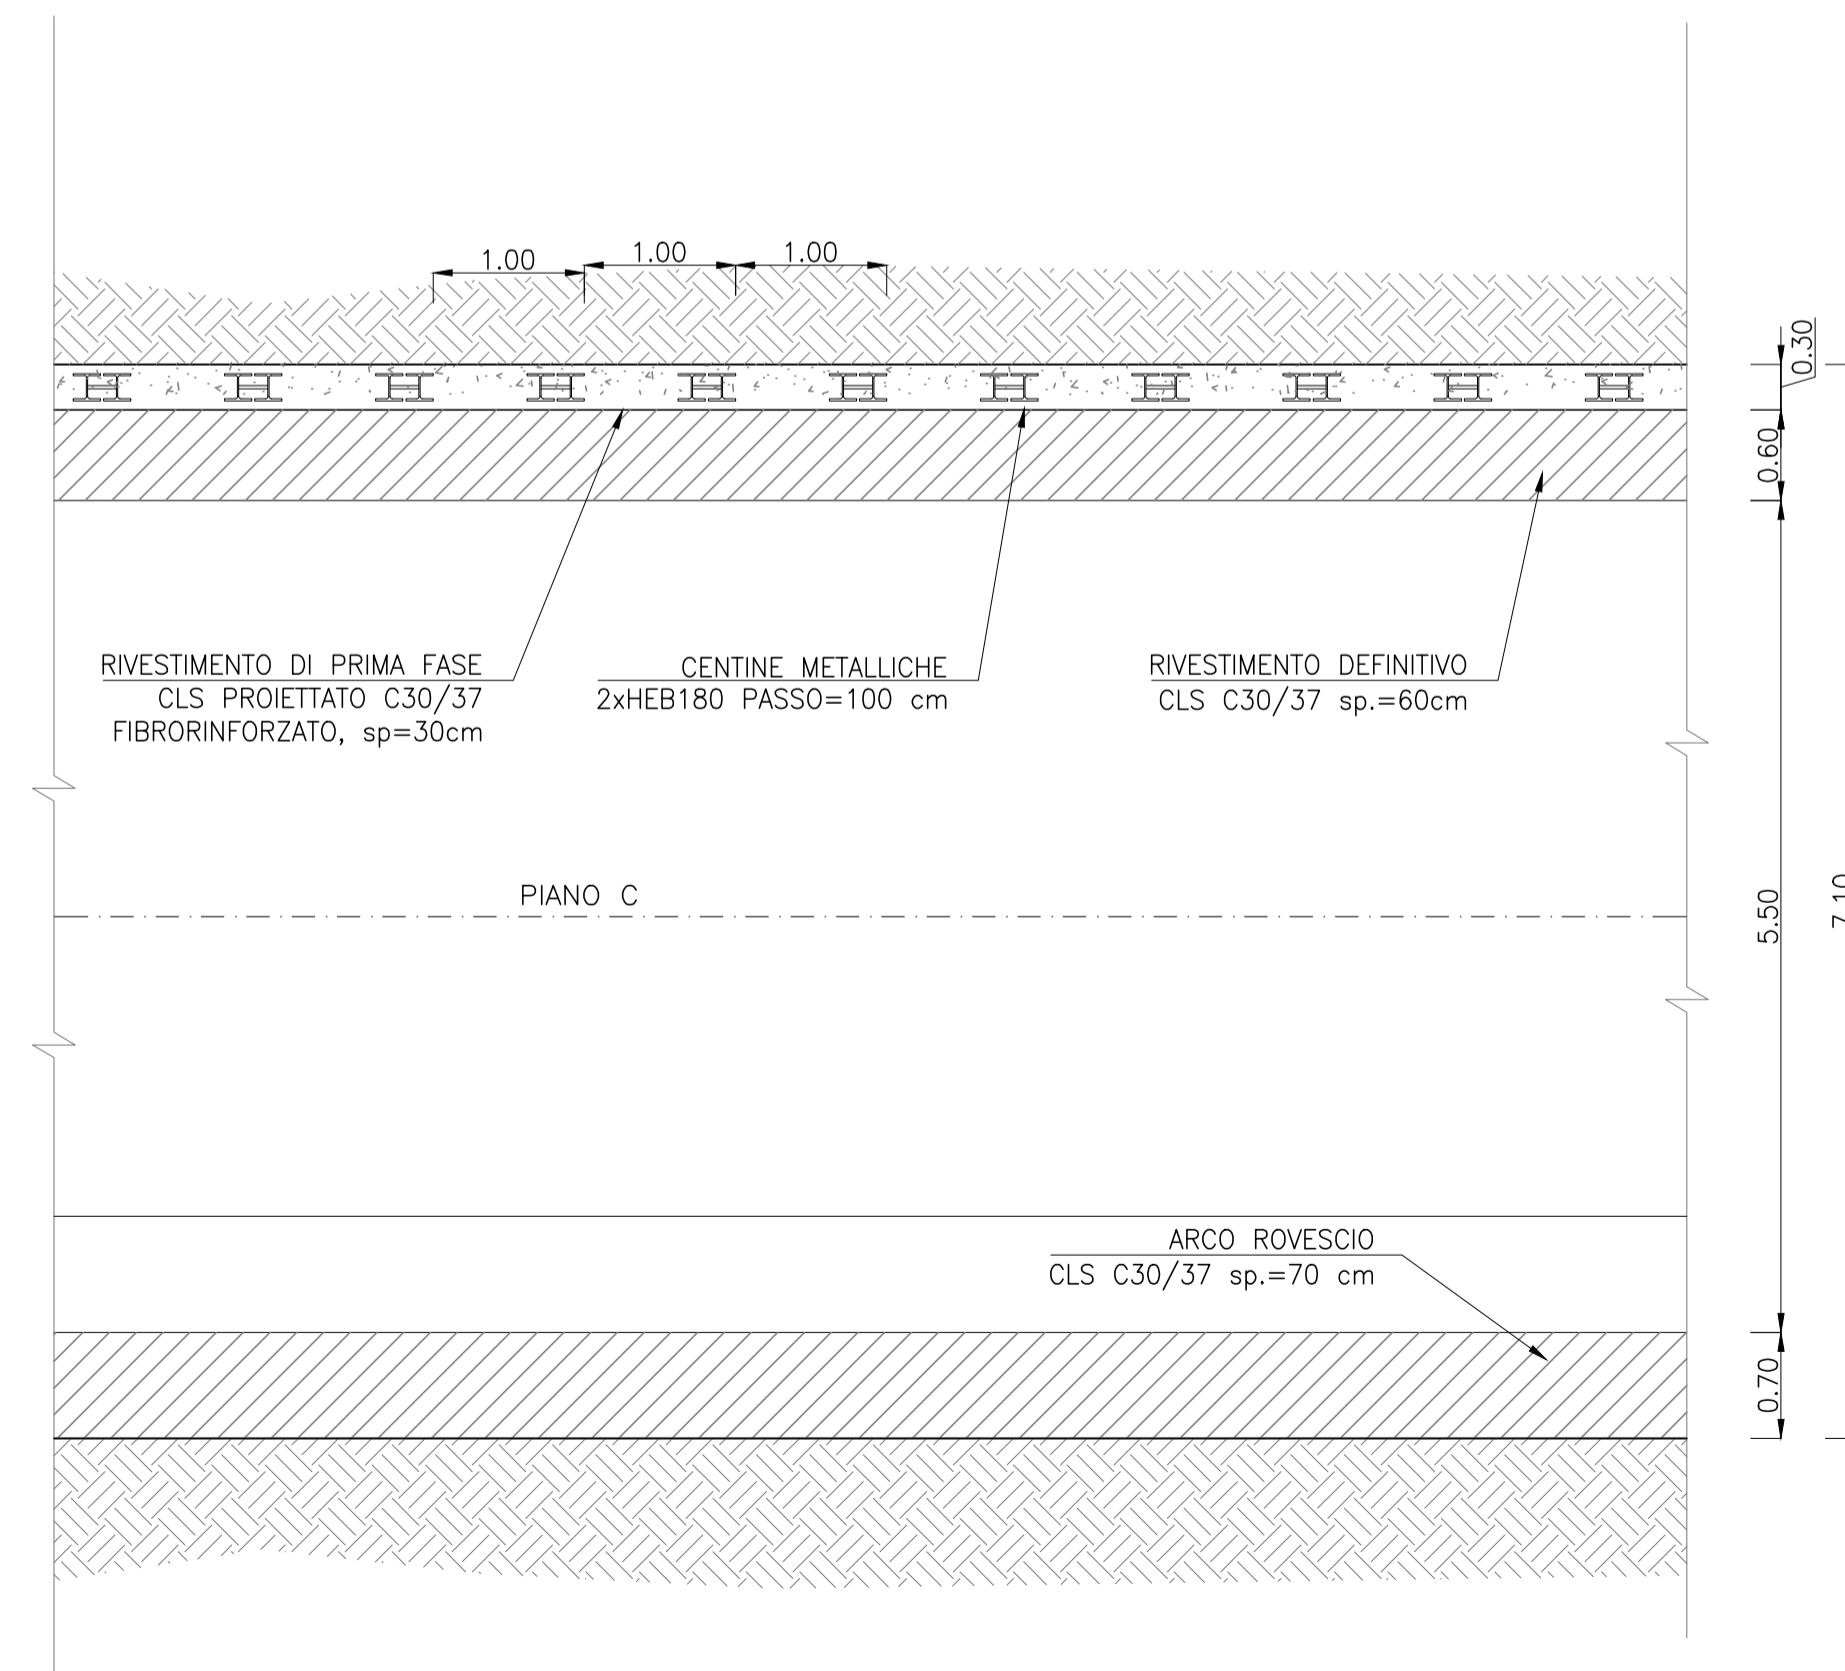 1.00
1.00
1.00
0.30
0.60
RIVESTIMENTO DI PRIMA FASE
CLS PROIETTATO C30/37
FIBRORINFORZATO, sp=30cm
CENTINE METALLICHE
2xHEB180 PASSO=100 cm
RIVESTIMENTO DEFINITIVO
CLS C30/37 sp.=60cm
PIANO C
5.50
7.10
ARCO ROVESCIO
CLS C30/37 sp.=70 cm
0.70